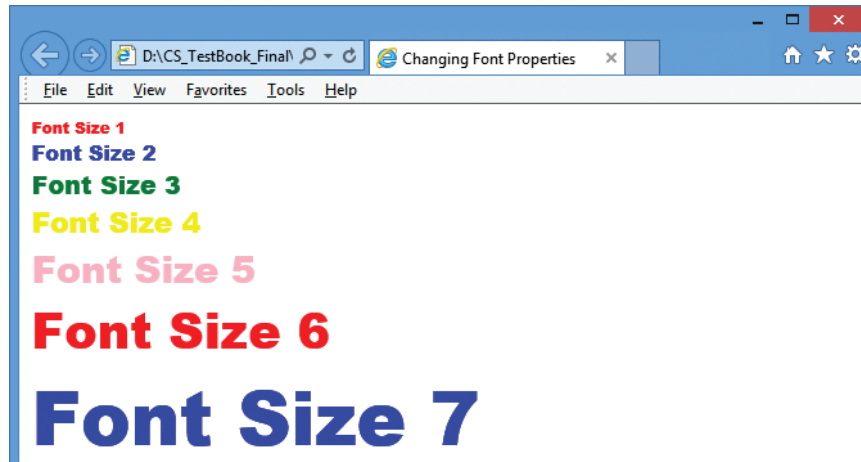 D:\CS_TestBook_Final\
Changing Font Properties
File Edit View Favorites Tools Help
Font Size 1
Font Size 2
Font Size 3
Font Size 4
Font Size 5
Font Size 6
Font Size 7